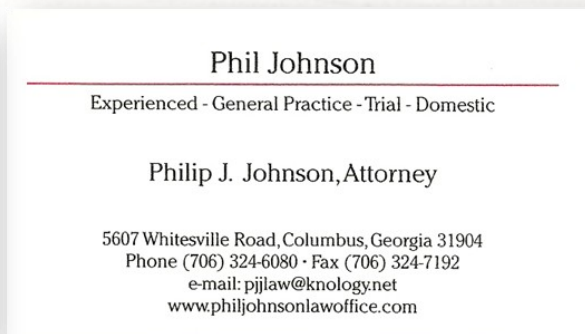 Phil Johnson
Experienced - General Practice - Trial - Domestic
Philip J. Johnson, Attorney
5607 Whitesville Road, Columbus, Georgia 31904
Phone (706) 324-6080 · Fax (706) 324-7192
e-mail: pjjlaw@knology.net
www.philjohnsonlawoffice.com